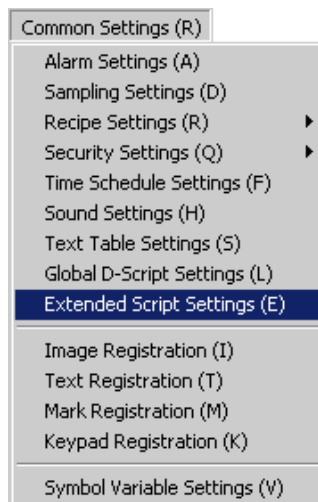 Common Settings (R)
Alarm Settings (A)
Sampling Settings (D)
Recipe Settings (R)
Security Settings (Q)
Time Schedule Settings (F)
Sound Settings (H)
Text Table Settings (S)
Global D-Script Settings (L)
Extended Script Settings (E)
Image Registration (I)
Text Registration (T)
Mark Registration (M)
Keypad Registration (K)
Symbol Variable Settings (V)